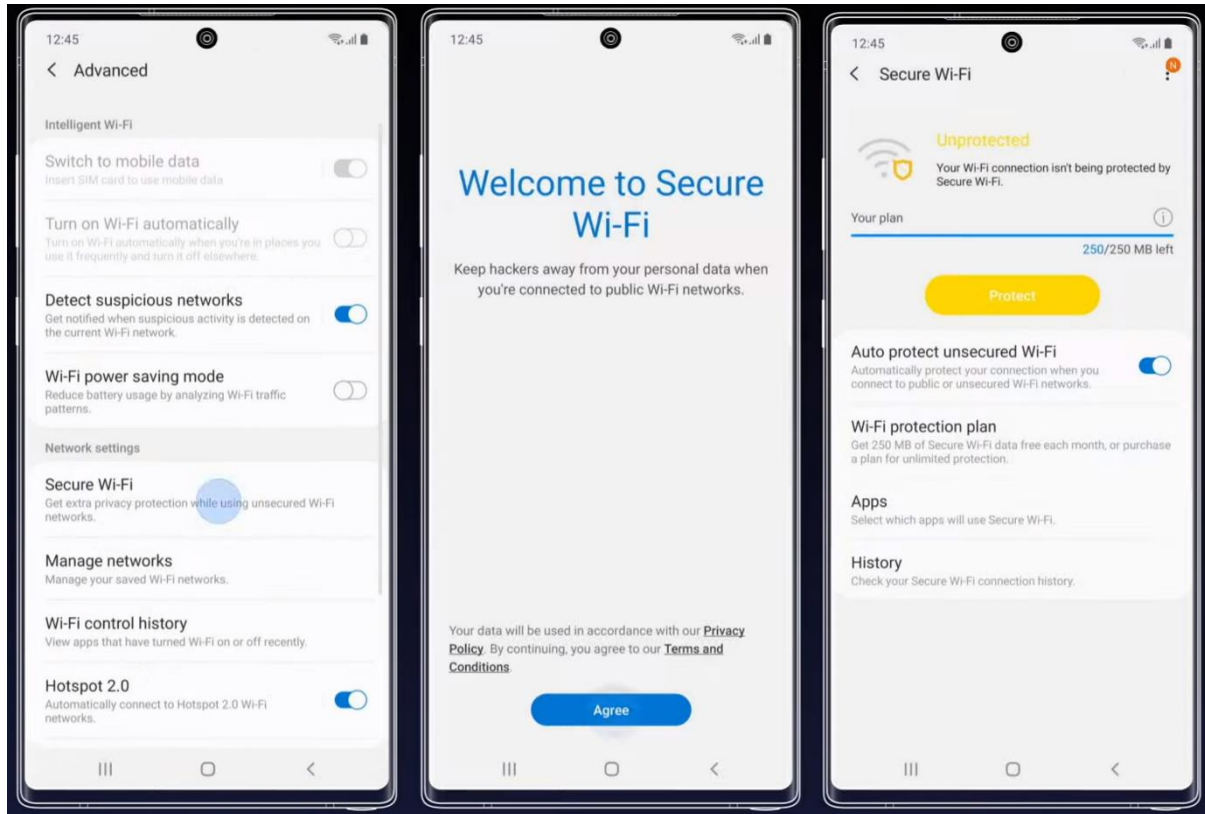 12:45
Advanced
Intelligent Wi-Fi
Switch to mobile data
Insert SIM card to use mobile data
Turn on Wi-Fi automatically
Turn on Wi-Fi automatically when you're in places you
use it frequently and turn it off elsewhere.
Detect suspicious networks
Get notified when suspicious activity is detected on
the current Wi-Fi network.
Wi-Fi power saving mode
Reduce battery usage by analyzing Wi-Fi traffic
patterns.
Network settings
Secure Wi-Fi
Get extra privacy protection while using unsecured Wi-Fi
networks.
Manage networks
Manage your saved Wi-Fi networks.
Wi-Fi control history
View apps that have turned Wi-Fi on or off recently.
Hotspot 2.0
Automatically connect to Hotspot 2.0 Wi-Fi
networks.
12:45
Welcome to Secure
Wi-Fi
Keep hackers away from your personal data when
you're connected to public Wi-Fi networks.
Your data will be used in accordance with our Privacy
Policy. By continuing, you agree to our Terms and
Conditions.
Agree
12:45
Secure Wi-Fi
N
Unprotected
Your Wi-Fi connection isn't being protected by
Secure Wi-Fi.
Your plan
250/250 MB left
Protect
Auto protect unsecured Wi-Fi
Automatically protect your connection when you
connect to public or unsecured Wi-Fi networks.
Wi-Fi protection plan
Get 250 MB of Secure Wi-Fi data free each month, or purchase
a plan for unlimited protection.
Apps
Select which apps will use Secure Wi-Fi.
History
Check your Secure Wi-Fi connection history.